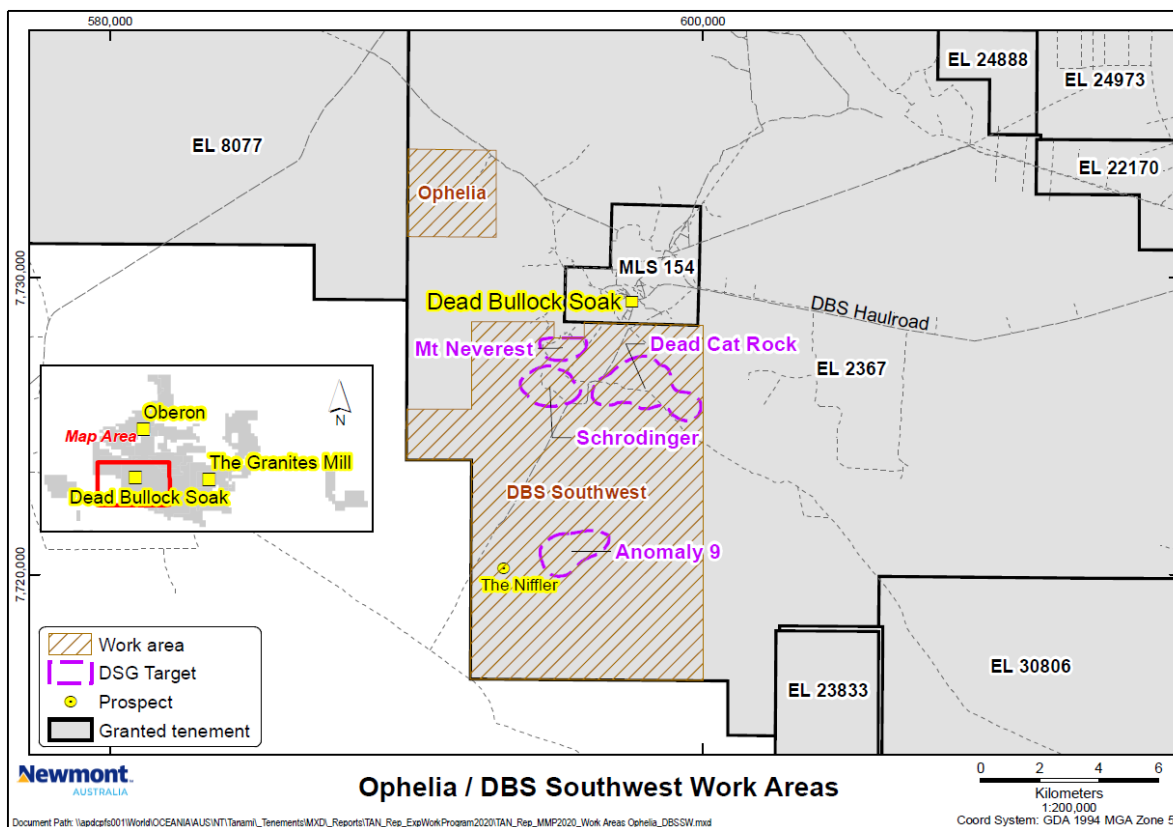 580,000
600,000
EL 24888
EL 24973
EL 8077
EL 22170
Ophelia
7,730,000
MLS 154
Dead Bullock Soak
DBS Haulroad
Mt Neverest
Dead Cat Rock
EL 2367
Oberon
N
Map Area
Schrodinger
The Granites Mill
Dead Bullock Soak
DBS Southwest
Anomaly 9
7,720,000
The Niffler
Work area
DSG Target
Prospect
Granted tenement
EL 23833
EL 30806
Newmont
AUSTRALIA
Ophelia / DBS Southwest Work Areas
0 2 4 6
Kilometers
1:200,000
Document Path: \\apdcpfs001\World\OCEANIA\AUS\NT\Tanami\_Tenements\MXD\_Reports\TAN_Rep_ExpWorkProgram2020\TAN_Rep_MMP2020_Work Areas Ophelia_DBSSW.mxd
Coord System: GDA 1994 MGA Zone 5